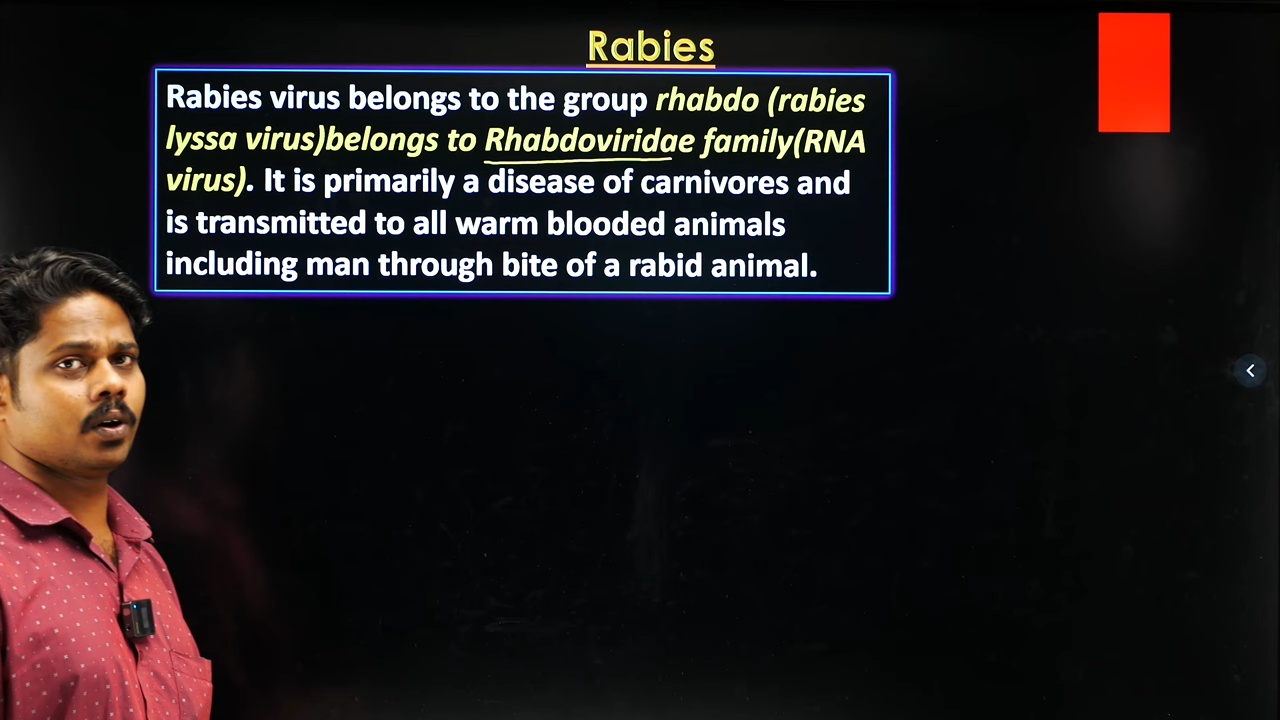 Rabies
Rabies virus belongs to the group rhabdo (rabies
lyssa virus)belongs to Rhabdoviridae family(RNA
virus). It is primarily a disease of carnivores and
is transmitted to all warm blooded animals
including man through bite of a rabid animal.